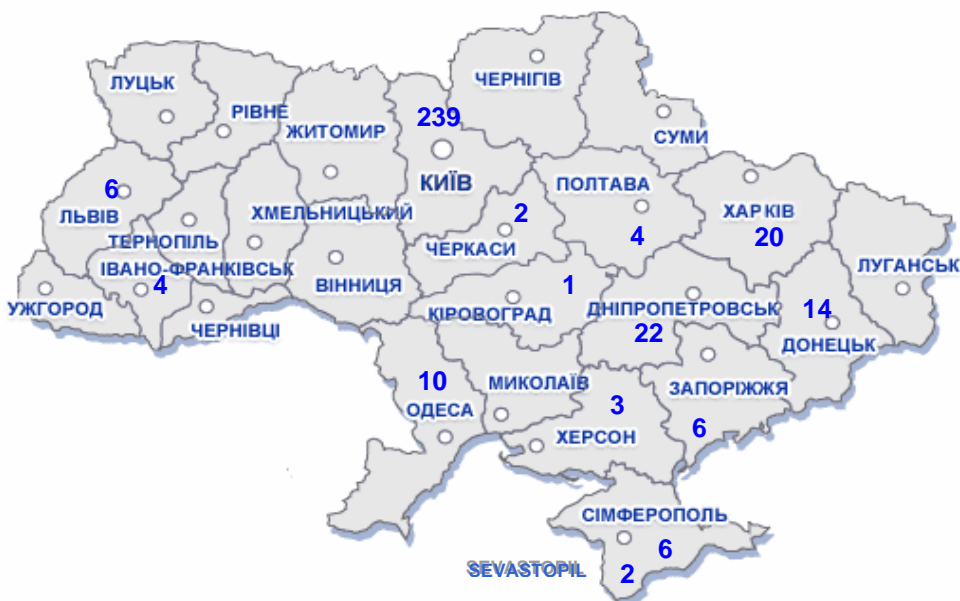 ЧЕРНІГІВ
ЛУЦЬК
РІВНЕ
239
ЖИТОМИР
СУМИ
КИЇВ
ПОЛТАВА
6
ЛЬВІВ
ХМЕЛЬНИЦЬКИЙ
2
ХАРКІВ
ТЕРНОПІЛЬ
ЧЕРКАСИ
4
20
ІВАНО-ФРАНКІВСЬК
ЛУГАНСЬК
4
ВІННИЦЯ
1
УЖГОРОД
КІРОВОГРАД
ДНІПРОПЕТРОВСЬК
14
ЧЕРНІВЦІ
22
ДОНЕЦЬК
10
МИКОЛАЇВ
ЗАПОРІЖЖЯ
ОДЕСА
3
6
ХЕРСОН
СІМФЕРОПОЛЬ
6
SEVASTOPIL
2